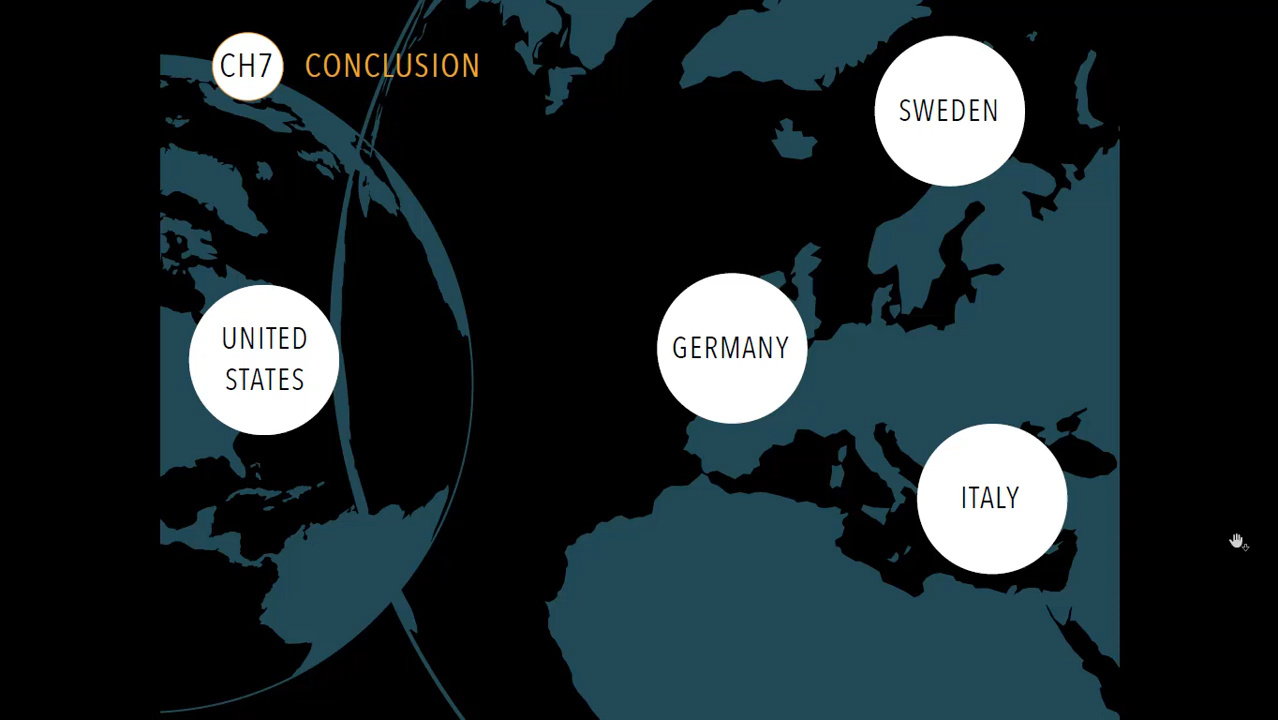 CH7 CONCLUSION
SWEDEN
UNITED
STATES
GERMANY
ITALY